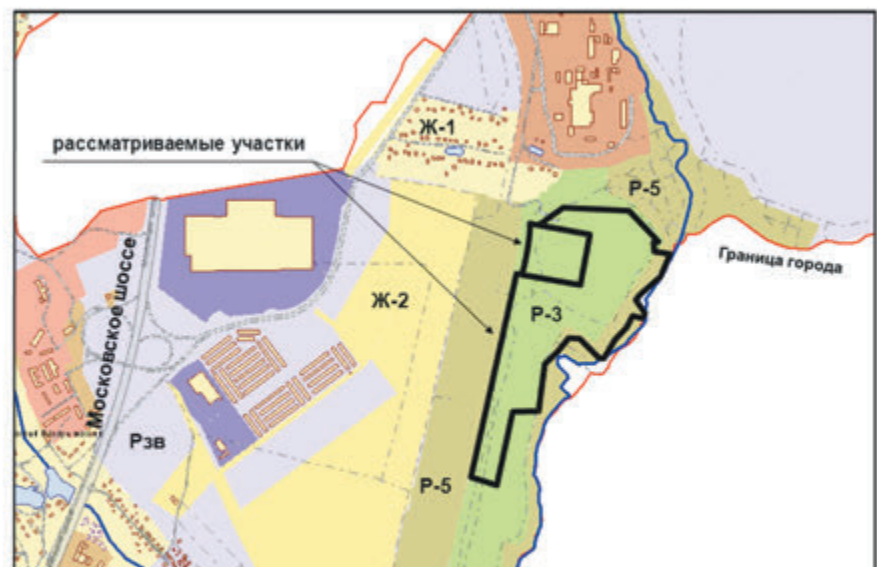 Ж-1
рассматриваемые участки
Р-5
Граница города
Ж-2
Р-3
Московское шоссе
Рзв
Р-5